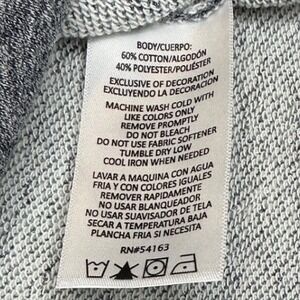 BODY/CUERPO:
60% COTTON/ALGODÓN
40% POLYESTER/POLIÉSTER
EXCLUSIVE OF DECORATION
EXCLUYENDO LA DECORACIÓN
MACHINE WASH COLD WITH
LIKE COLORS ONLY
REMOVE PROMPTLY
DO NOT BLEACH
DO NOT USE FABRIC SOFTENER
TUMBLE DRY LOW
COOL IRON WHEN NEEDED
LAVAR A MAQUINA CON AGUA
FRIA Y CON COLORES IGUALES
REMOVER RAPIDAMENTE
NO USAR BLANQUEADOR
NO USAR SUAVISADOR DE TELA
SECAR A TEMPERATURA BAJA
PLANCHA FRIA SI NECESITA
RN#54163